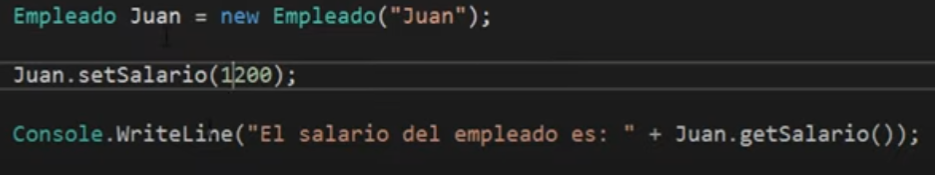 Empleado Juan = new Empleado("Juan");
Juan.setSalario(1200);
Console.WriteLine("El salario del empleado es: " + Juan.getSalario());